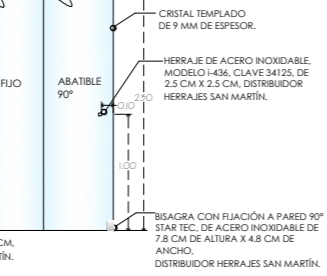 CRISTAL TEMPLADO
DE 9 MM DE ESPESOR.
HERRAJE DE ACERO INOXIDABLE,
MODELO i-436, CLAVE 34125, DE
2.5 CM X 2.5 CM, DISTRIBUIDOR
HERRAJES SAN MARTÍN.
FIJO
ABATIBLE
90°
0.10
2.50
1.00
BISAGRA CON FIJACIÓN A PARED 90°
STAR TEC, DE ACERO INOXIDABLE DE
7.8 CM DE ALTURA X 4.8 CM DE
ANCHO,
DISTRIBUIDOR HERRAJES SAN MARTÍN.
CM,
TÍN.